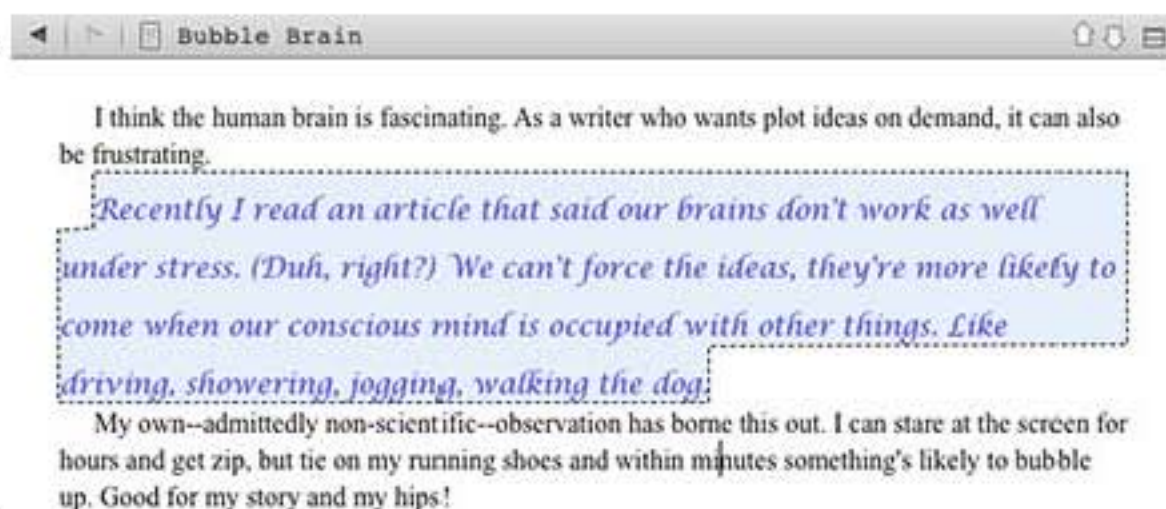 Bubble Brain
I think the human brain is fascinating. As a writer who wants plot ideas on demand, it can also
be frustrating.
Recently I read an article that said our brains don't work as well
under stress. (Duh, right?) We can't force the ideas, they're more likely to
come when our conscious mind is occupied with other things. Like
driving, showering, jogging, walking the dog.
My own--admittedly non-scientific--observation has borne this out. I can stare at the screen for
hours and get zip, but tie on my running shoes and within minutes something's likely to bubble
up. Good for my story and my hips!